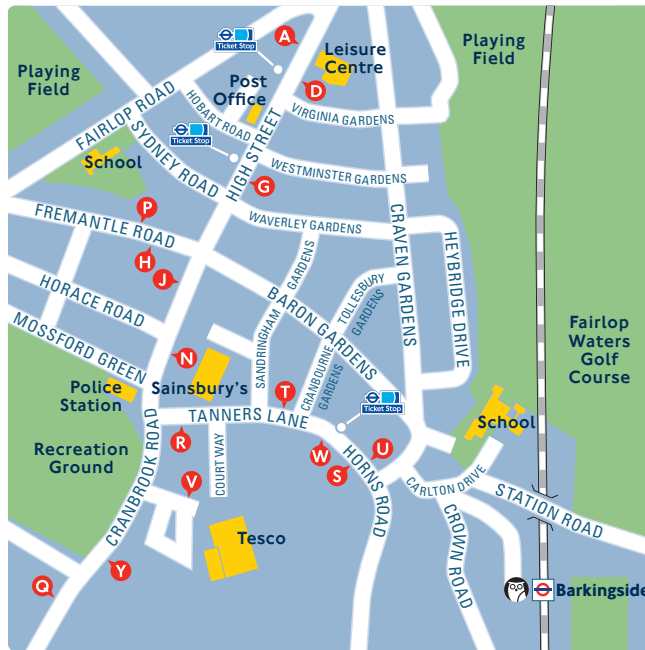 A
Ticket Stop
Leisure
Centre
Playing
Field
Playing
Field
D
Post
Office
FAIRLOP ROAD
HOBART ROAD
VIRGINIA GARDENS
Ticket Stop
SYDNEY ROAD
School
HIGH STREET
WESTMINSTER GARDENS
G
P
FREMANTLE ROAD
WAVERLEY GARDENS
CRAVEN GARDENS
HEYBRIDGE DRIVE
H
J
SANDRINGHAM GARDENS
TOLLESBURY
GARDENS
BARON GARDENS
HORACE ROAD
MOSSFORD GREEN
Fairlop
Waters
Golf
Course
N
Sainsbury's
CRANBOURNE
GARDENS
Police
Station
T
Ticket Stop
TANNERS LANE
School
R
Recreation
Ground
COURT WAY
W
S
U
HORNS ROAD
CRANBROOK ROAD
V
CARLTON DRIVE
STATION ROAD
CROWN ROAD
Tesco
Y
Q
Barkingside